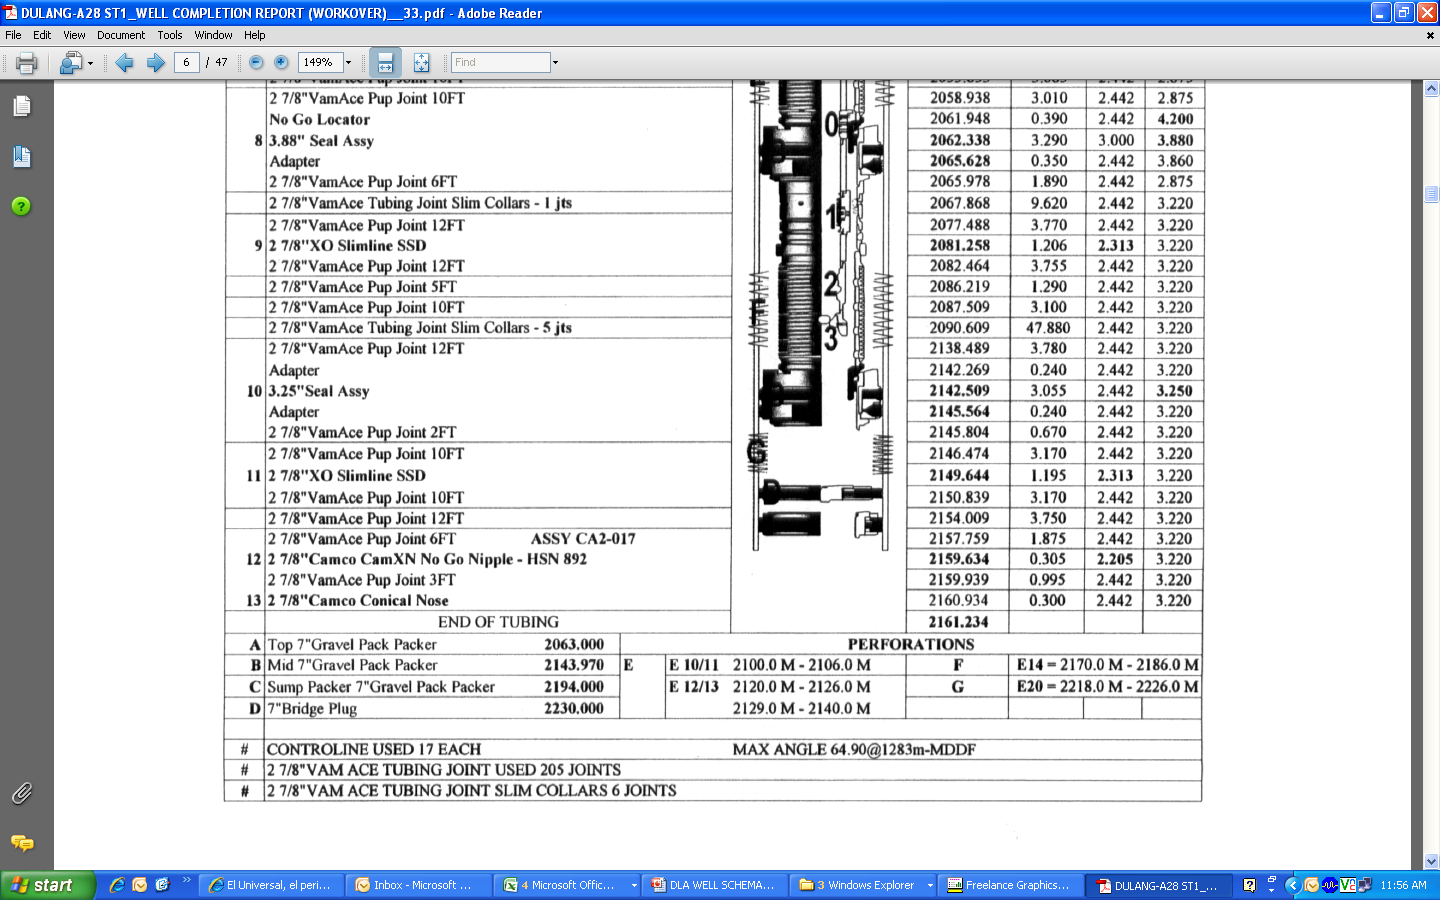 DULANG-A28 ST1_WELL COMPLETION REPORT (WORKOVER)__33.pdf - Adobe Reader
File Edit View Document Tools Window Help
6 / 47 149% Find
2 7/8"VamAce Pup Joint 10FT 2058.938 3.010 2.442 2.875
No Go Locator 2061.948 0.390 2.442 4.200
8 3.88" Seal Assy 2062.338 3.290 3.000 3.880
Adapter 2065.628 0.350 2.442 3.860
2 7/8"VamAce Pup Joint 6FT 2065.978 1.890 2.442 2.875
2 7/8"VamAce Tubing Joint Slim Collars - 1 jts 2067.868 9.620 2.442 3.220
2 7/8"VamAce Pup Joint 12FT 2077.488 3.770 2.442 3.220
9 2 7/8"XO Slimline SSD 2081.258 1.206 2.313 3.220
2 7/8"VamAce Pup Joint 12FT 2082.464 3.755 2.442 3.220
2 7/8"VamAce Pup Joint 5FT 2086.219 1.290 2.442 3.220
2 7/8"VamAce Pup Joint 10FT 2087.509 3.100 2.442 3.220
2 7/8"VamAce Tubing Joint Slim Collars - 5 jts 2090.609 47.880 2.442 3.220
2 7/8"VamAce Pup Joint 12FT 2138.489 3.780 2.442 3.220
Adapter 2142.269 0.240 2.442 3.220
10 3.25"Seal Assy 2142.509 3.055 2.442 3.250
Adapter 2145.564 0.240 2.442 3.220
2 7/8"VamAce Pup Joint 2FT 2145.804 0.670 2.442 3.220
2 7/8"VamAce Pup Joint 10FT 2146.474 3.170 2.442 3.220
11 2 7/8"XO Slimline SSD 2149.644 1.195 2.313 3.220
2 7/8"VamAce Pup Joint 10FT 2150.839 3.170 2.442 3.220
2 7/8"VamAce Pup Joint 12FT 2154.009 3.750 2.442 3.220
2 7/8"VamAce Pup Joint 6FT ASSY CA2-017 2157.759 1.875 2.442 3.220
12 2 7/8"Camco CamXN No Go Nipple - HSN 892 2159.634 0.305 2.205 3.220
2 7/8"VamAce Pup Joint 3FT 2159.939 0.995 2.442 3.220
13 2 7/8"Camco Conical Nose 2160.934 0.300 2.442 3.220
END OF TUBING 2161.234
0
1
2
F
3
G
D
A Top 7"Gravel Pack Packer 2063.000 PERFORATIONS
B Mid 7"Gravel Pack Packer 2143.970 E E 10/11 2100.0 M - 2106.0 M F E14 = 2170.0 M - 2186.0 M
C Sump Packer 7"Gravel Pack Packer 2194.000 E 12/13 2120.0 M - 2126.0 M G E20 = 2218.0 M - 2226.0 M
D 7"Bridge Plug 2230.000 2129.0 M - 2140.0 M
# CONTROLINE USED 17 EACH MAX ANGLE 64.90@1283m-MDDF
# 2 7/8"VAM ACE TUBING JOINT USED 205 JOINTS
# 2 7/8"VAM ACE TUBING JOINT SLIM COLLARS 6 JOINTS
start El Universal, el peri... Inbox - Microsoft ... 4 Microsoft Offic... DLA WELL SCHEMA... 3 Windows Explorer Freelance Graphics... DULANG-A28 ST1_... 11:56 AM